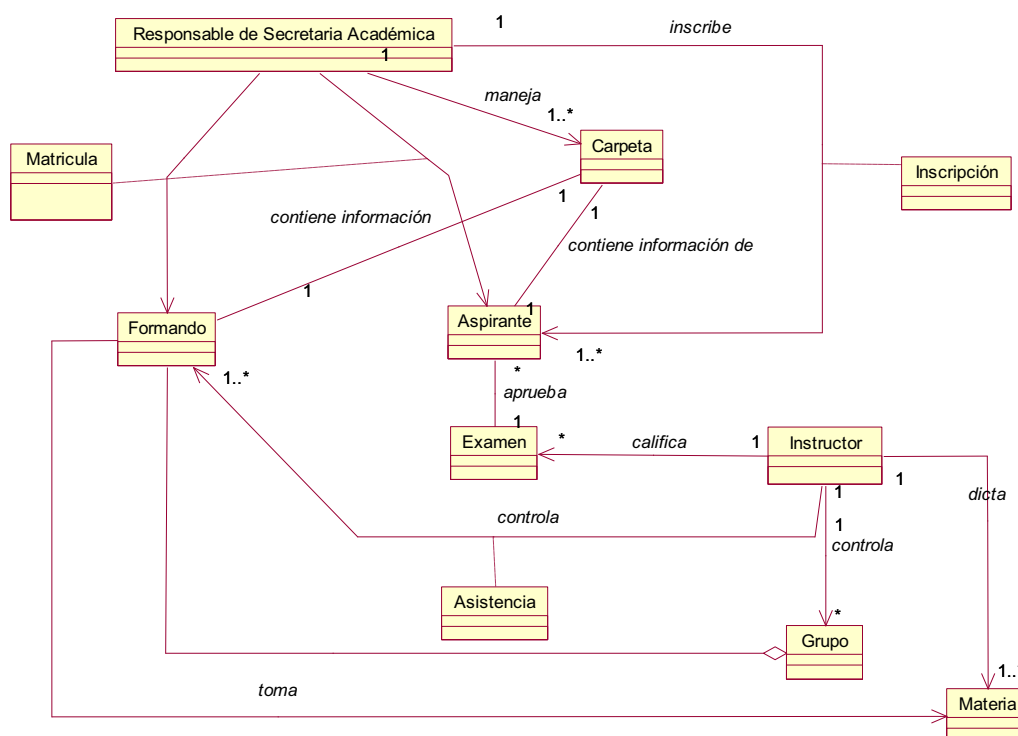 1
inscribe
Responsable de Secretaria Académica
1
maneja
1..*
Carpeta
Matricula
Inscripción
1
1
contiene información
contiene información de
1
1
Formando
Aspirante
1..*
1..*
*
aprueba
1
Examen
*
califica
1
Instructor
1
1
dicta
controla
1
controla
Asistencia
*
Grupo
toma
1..*
Materia